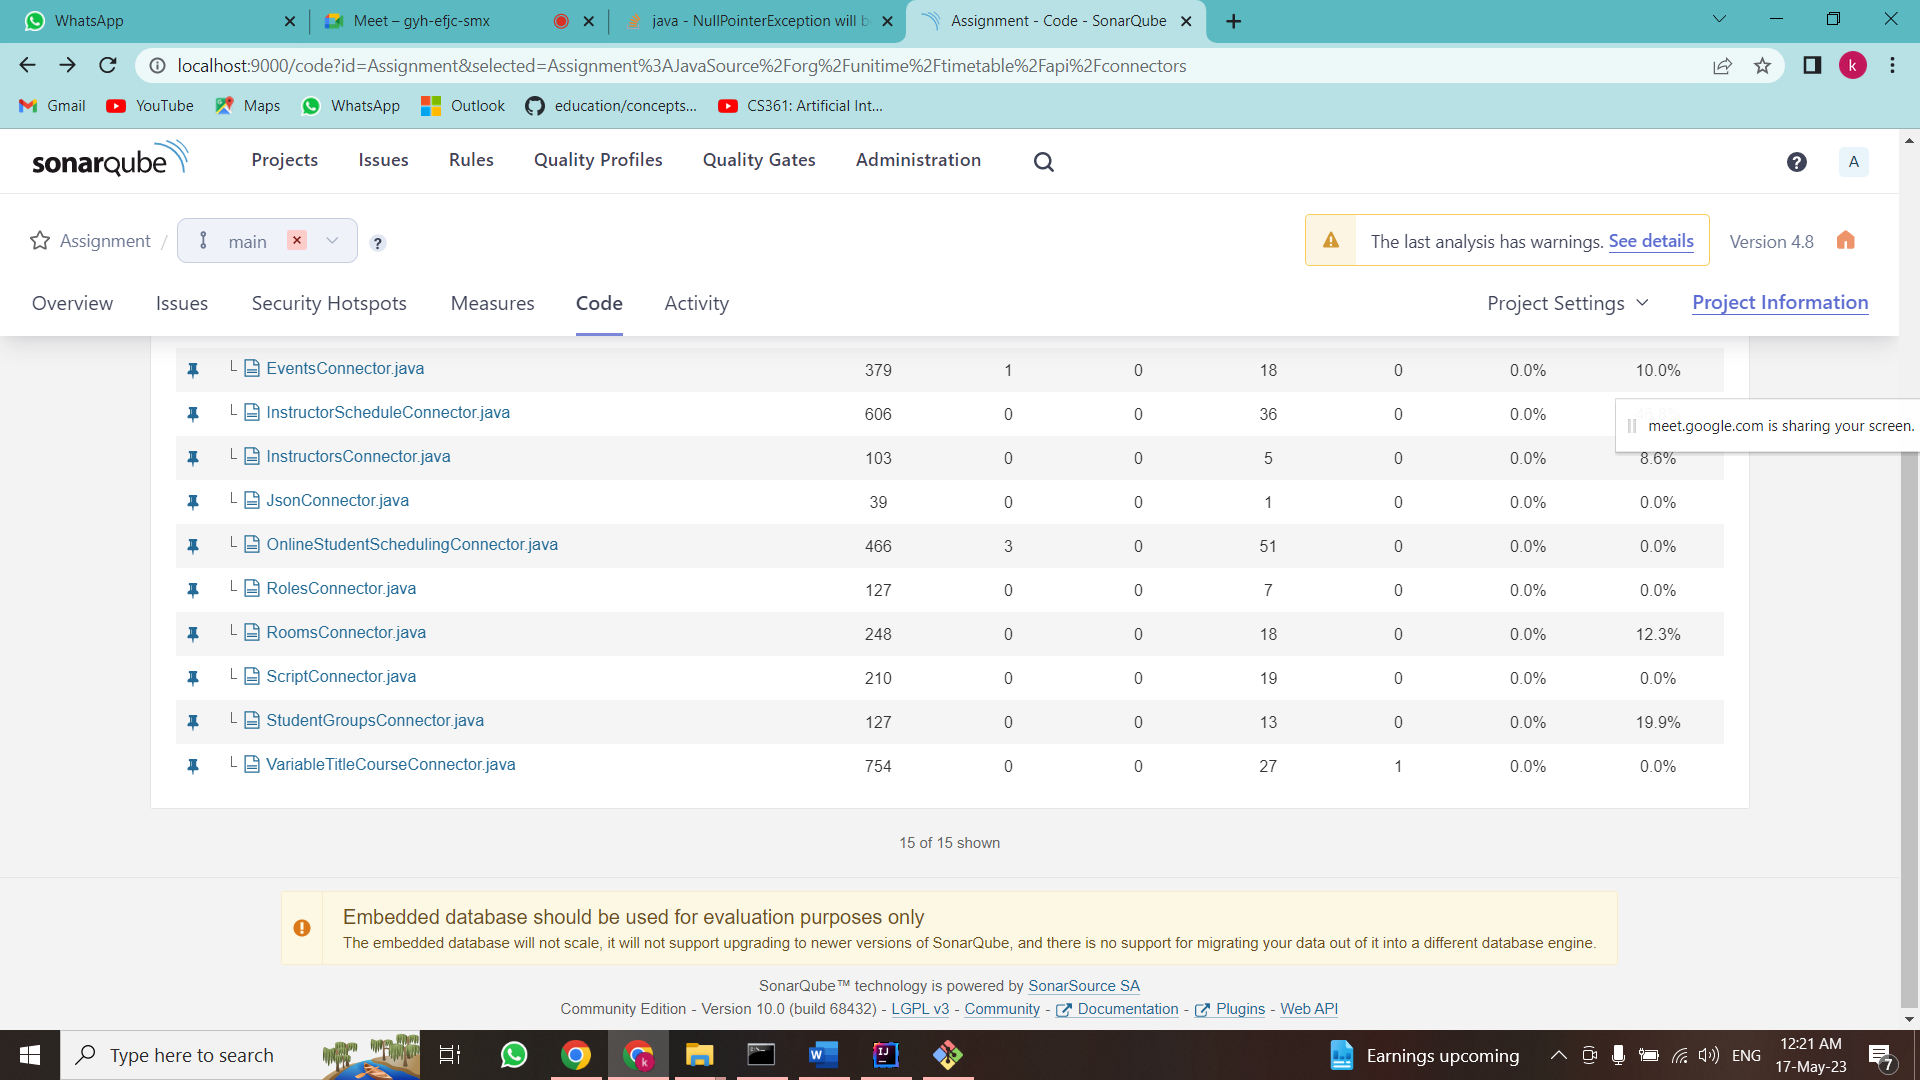 WhatsApp
Meet – gyh-efjc-smx
java - NullPointerException will b
Assignment - Code - SonarQube
localhost:9000/code?id=Assignment&selected=Assignment%3AJavaSource%2Forg%2Funitime%2Ftimetable%2Fapi%2Fconnectors
k
Gmail YouTube Maps WhatsApp Outlook education/concepts... CS361: Artificial Int...
sonarqube Projects Issues Rules Quality Profiles Quality Gates Administration ? A
Assignment / main ? The last analysis has warnings. See details Version 4.8
Overview Issues Security Hotspots Measures Code Activity Project Settings Project Information
EventsConnector.java 379 1 0 18 0 0.0% 10.0%
InstructorScheduleConnector.java 606 0 0 36 0 0.0%
meet.google.com is sharing your screen.
InstructorsConnector.java 103 0 0 5 0 0.0% 8.6%
JsonConnector.java 39 0 0 1 0 0.0% 0.0%
OnlineStudentSchedulingConnector.java 466 3 0 51 0 0.0% 0.0%
RolesConnector.java 127 0 0 7 0 0.0% 0.0%
RoomsConnector.java 248 0 0 18 0 0.0% 12.3%
ScriptConnector.java 210 0 0 19 0 0.0% 0.0%
StudentGroupsConnector.java 127 0 0 13 0 0.0% 19.9%
VariableTitleCourseConnector.java 754 0 0 27 1 0.0% 0.0%
15 of 15 shown
Embedded database should be used for evaluation purposes only
The embedded database will not scale, it will not support upgrading to newer versions of SonarQube, and there is no support for migrating your data out of it into a different database engine.
SonarQube™ technology is powered by SonarSource SA
Community Edition - Version 10.0 (build 68432) - LGPL v3 - Community - Documentation - Plugins - Web API
Type here to search
Earnings upcoming
ENG
12:21 AM
17-May-23
7